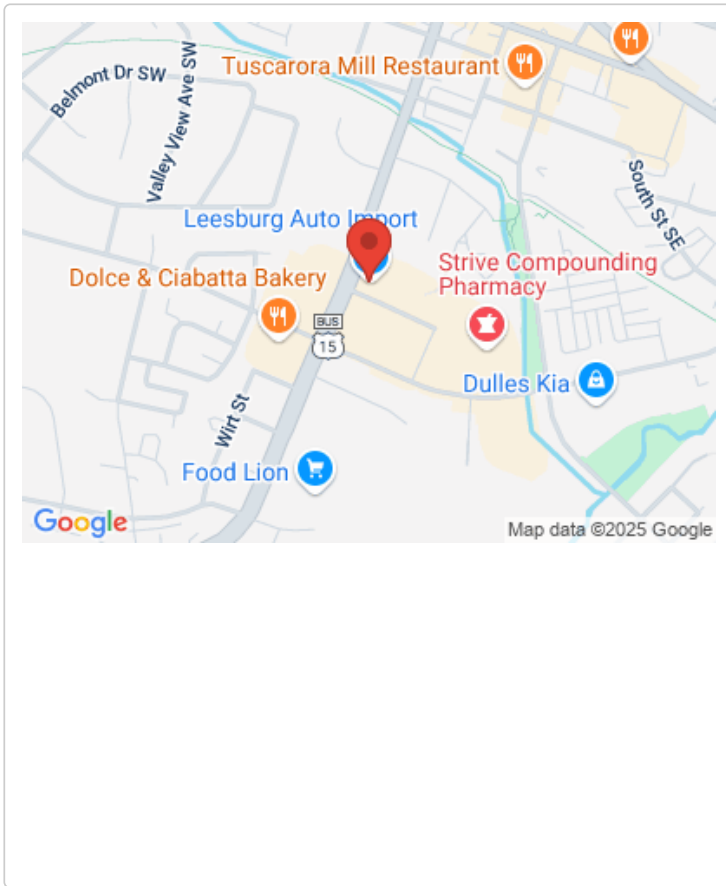 Tuscarora Mill Restaurant
Belmont Dr SW
Valley View Ave SW
South St SE
Leesburg Auto Import
Strive Compounding
Pharmacy
Dolce & Ciabatta Bakery
BUS
15
Dulles Kia
Wirt St
Food Lion
Google
Map data ©2025 Google